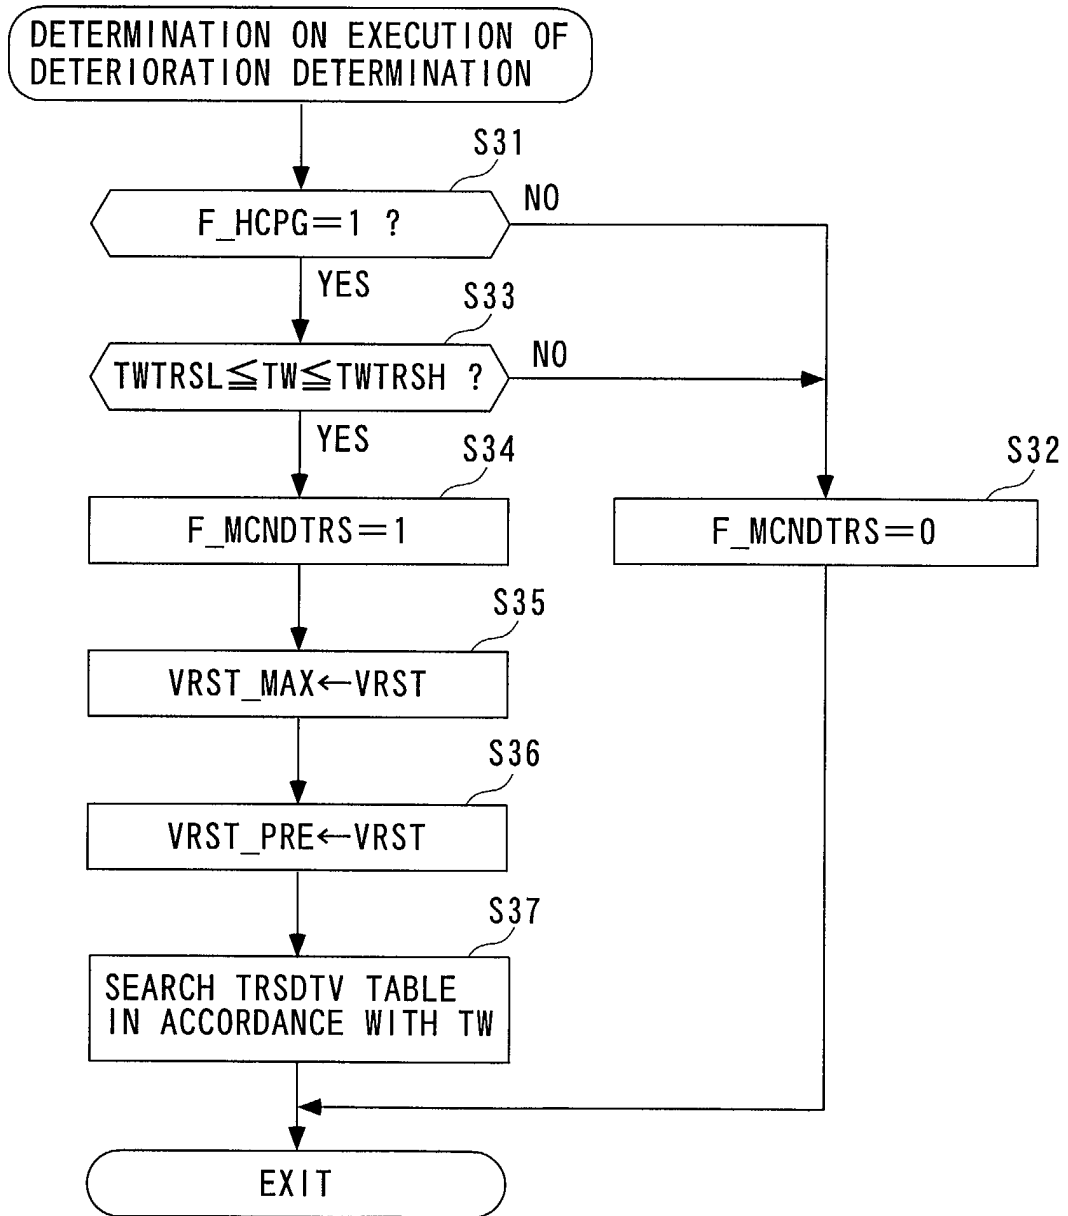 DETERMINATION ON EXECUTION OF
DETERIORATION DETERMINATION
S31
F_HCPG=1 ?
NO
YES
S33
TWTRSL≦TW≦TWTRSH ?
NO
YES
S34
F_MCNDTRS=1
S32
F_MCNDTRS=0
S35
VRST_MAX←VRST
S36
VRST_PRE←VRST
S37
SEARCH TRSDTV TABLE
IN ACCORDANCE WITH TW
EXIT